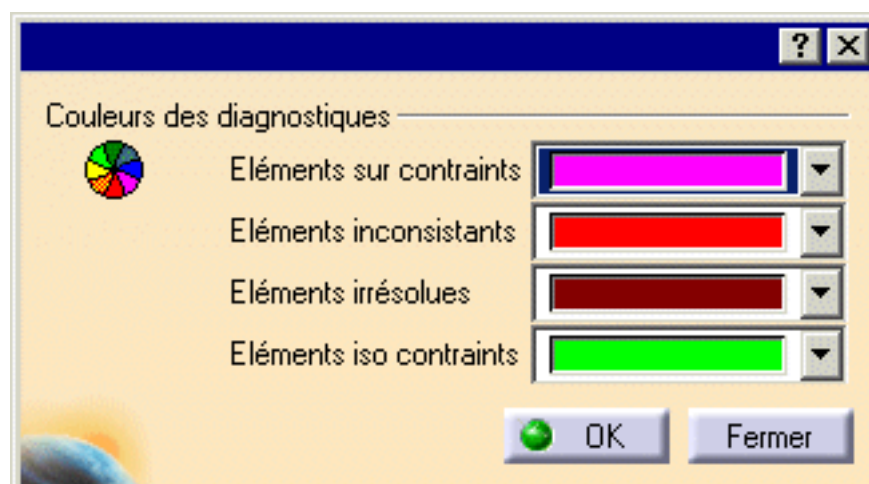 ?
Couleurs des diagnostiques
Eléments sur contraints
Eléments inconsistants
Eléments irrésolues
Eléments iso contraints
OK
Fermer